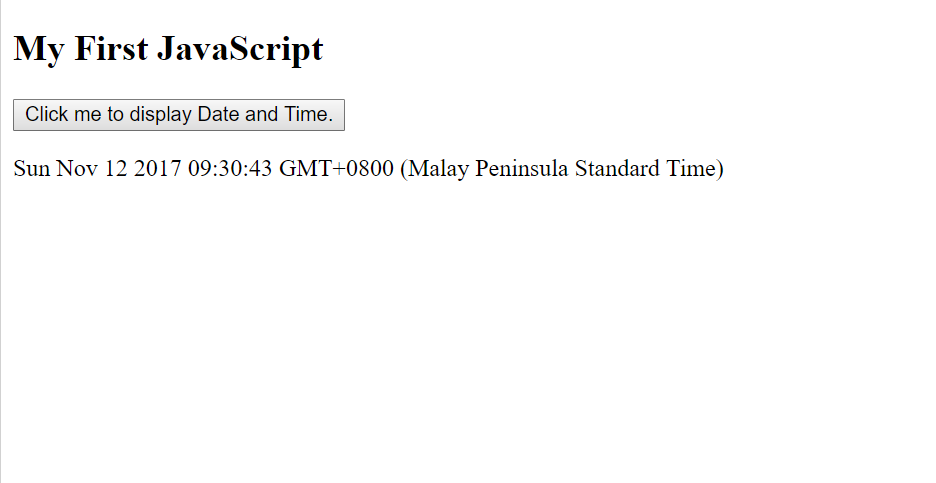 My First JavaScript
Click me to display Date and Time.
Sun Nov 12 2017 09:30:43 GMT+0800 (Malay Peninsula Standard Time)